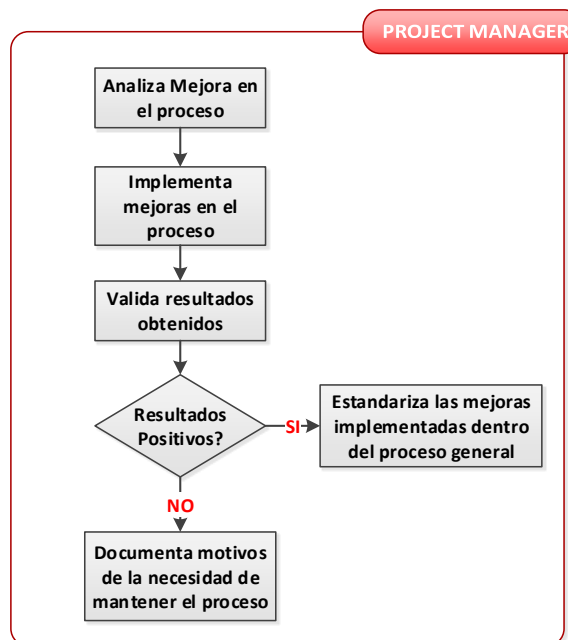 PROJECT MANAGER
Analiza Mejora en
el proceso
Implementa
mejoras en el
proceso
Valida resultados
obtenidos
Resultados
Positivos?
SI
Estandariza las mejoras
implementadas dentro
del proceso general
NO
Documenta motivos
de la necesidad de
mantener el proceso